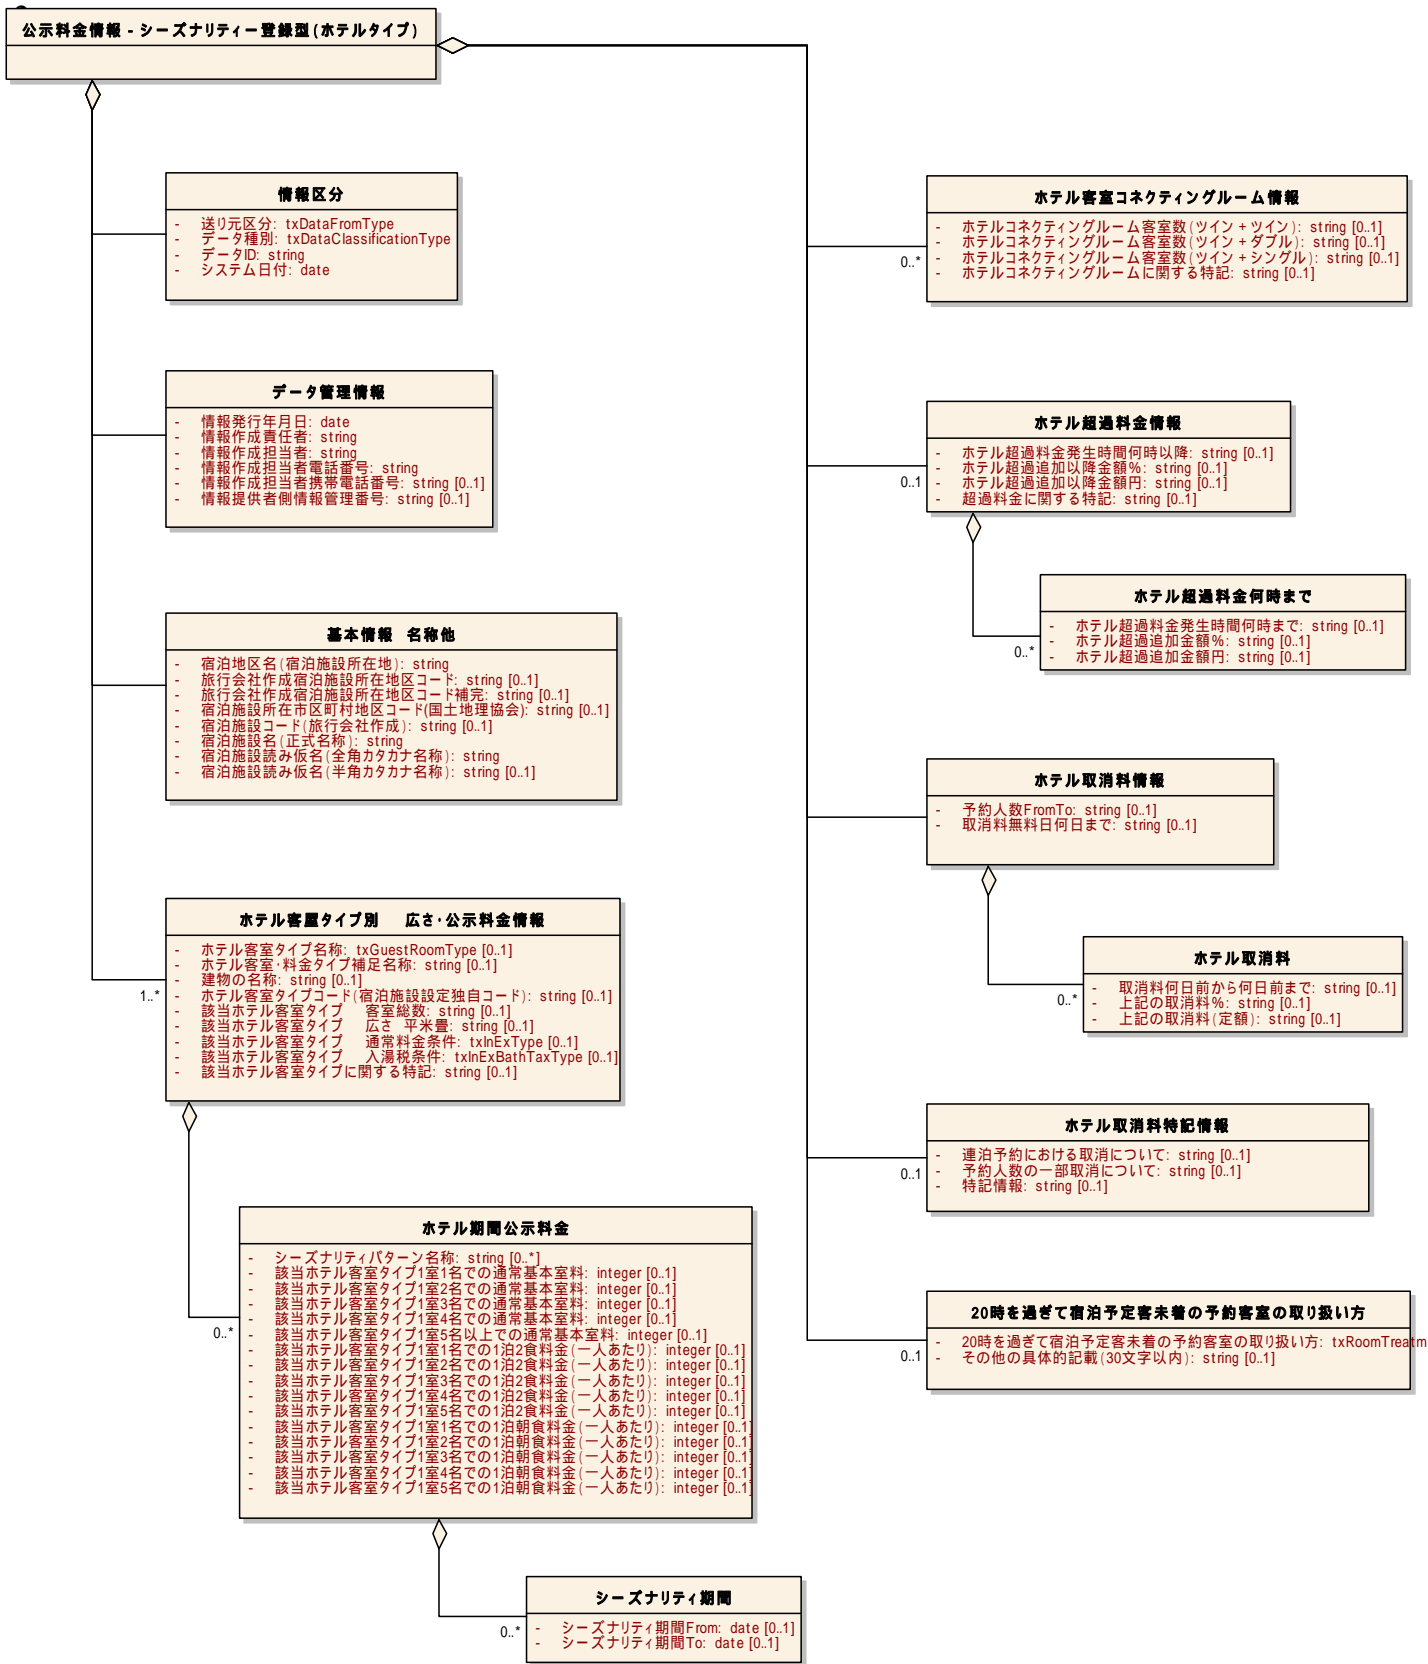 公示料金情報 - シーズナリティー登録型(ホテルタイプ)
情報区分
- 送り元区分: txDataFromType
- データ種別: txDataClassificationType
- データID: string
- システム日付: date
データ管理情報
- 情報発行年月日: date
- 情報作成責任者: string
- 情報作成担当者: string
- 情報作成担当者電話番号: string
- 情報作成担当者携帯電話番号: string [0..1]
- 情報提供者側情報管理番号: string [0..1]
基本情報 名称他
- 宿泊地区名(宿泊施設所在地): string
- 旅行会社作成宿泊施設所在地区コード: string [0..1]
- 旅行会社作成宿泊施設所在地区コード補完: string [0..1]
- 宿泊施設所在市区町村地区コード(国土地理協会): string [0..1]
- 宿泊施設コード(旅行会社作成): string [0..1]
- 宿泊施設名(正式名称): string
- 宿泊施設読み仮名(全角カタカナ名称): string
- 宿泊施設読み仮名(半角カタカナ名称): string [0..1]
1..*
ホテル客室タイプ別 広さ・公示料金情報
- ホテル客室タイプ名称: txGuestRoomType [0..1]
- ホテル客室・料金タイプ補足名称: string [0..1]
- 建物の名称: string [0..1]
- ホテル客室タイプコード(宿泊施設設定独自コード): string [0..1]
- 該当ホテル客室タイプ 客室総数: string [0..1]
- 該当ホテル客室タイプ 広さ 平米畳: string [0..1]
- 該当ホテル客室タイプ 通常料金条件: txInExType [0..1]
- 該当ホテル客室タイプ 入湯税条件: txInExBathTaxType [0..1]
- 該当ホテル客室タイプに関する特記: string [0..1]
0..*
ホテル期間公示料金
- シーズナリティパターン名称: string [0..*]
- 該当ホテル客室タイプ1室1名での通常基本室料: integer [0..1]
- 該当ホテル客室タイプ1室2名での通常基本室料: integer [0..1]
- 該当ホテル客室タイプ1室3名での通常基本室料: integer [0..1]
- 該当ホテル客室タイプ1室4名での通常基本室料: integer [0..1]
- 該当ホテル客室タイプ1室5名以上での通常基本室料: integer [0..1]
- 該当ホテル客室タイプ1室1名での1泊2食料金(一人あたり): integer [0..1]
- 該当ホテル客室タイプ1室2名での1泊2食料金(一人あたり): integer [0..1]
- 該当ホテル客室タイプ1室3名での1泊2食料金(一人あたり): integer [0..1]
- 該当ホテル客室タイプ1室4名での1泊2食料金(一人あたり): integer [0..1]
- 該当ホテル客室タイプ1室5名での1泊2食料金(一人あたり): integer [0..1]
- 該当ホテル客室タイプ1室1名での1泊朝食料金(一人あたり): integer [0..1]
- 該当ホテル客室タイプ1室2名での1泊朝食料金(一人あたり): integer [0..1]
- 該当ホテル客室タイプ1室3名での1泊朝食料金(一人あたり): integer [0..1]
- 該当ホテル客室タイプ1室4名での1泊朝食料金(一人あたり): integer [0..1]
- 該当ホテル客室タイプ1室5名での1泊朝食料金(一人あたり): integer [0..1]
0..*
シーズナリティ期間
- シーズナリティ期間From: date [0..1]
- シーズナリティ期間To: date [0..1]
0..*
ホテル客室コネクティングルーム情報
- ホテルコネクティングルーム客室数(ツイン+ツイン): string [0..1]
- ホテルコネクティングルーム客室数(ツイン+ダブル): string [0..1]
- ホテルコネクティングルーム客室数(ツイン+シングル): string [0..1]
- ホテルコネクティングルームに関する特記: string [0..1]
0..1
ホテル超過料金情報
- ホテル超過料金発生時間何時以降: string [0..1]
- ホテル超過追加以降金額%: string [0..1]
- ホテル超過追加以降金額円: string [0..1]
- 超過料金に関する特記: string [0..1]
0..*
ホテル超過料金何時まで
- ホテル超過料金発生時間何時まで: string [0..1]
- ホテル超過追加金額%: string [0..1]
- ホテル超過追加金額円: string [0..1]
ホテル取消料情報
- 予約人数FromTo: string [0..1]
- 取消料無料日何日まで: string [0..1]
0..*
ホテル取消料
- 取消料何日前から何日前まで: string [0..1]
- 上記の取消料%: string [0..1]
- 上記の取消料(定額): string [0..1]
0..1
ホテル取消料特記情報
- 連泊予約における取消について: string [0..1]
- 予約人数の一部取消について: string [0..1]
- 特記情報: string [0..1]
0..1
20時を過ぎて宿泊予定客未着の予約客室の取り扱い方
- 20時を過ぎて宿泊予定客未着の予約客室の取り扱い方: txRoomTreatm
- その他の具体的記載(30文字以内): string [0..1]